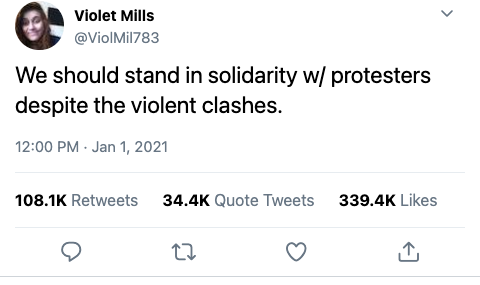 Violet Mills
@ViolMil783
We should stand in solidarity w/ protesters
despite the violent clashes.
12:00 PM · Jan 1, 2021
108.1K Retweets 34.4K Quote Tweets 339.4K Likes